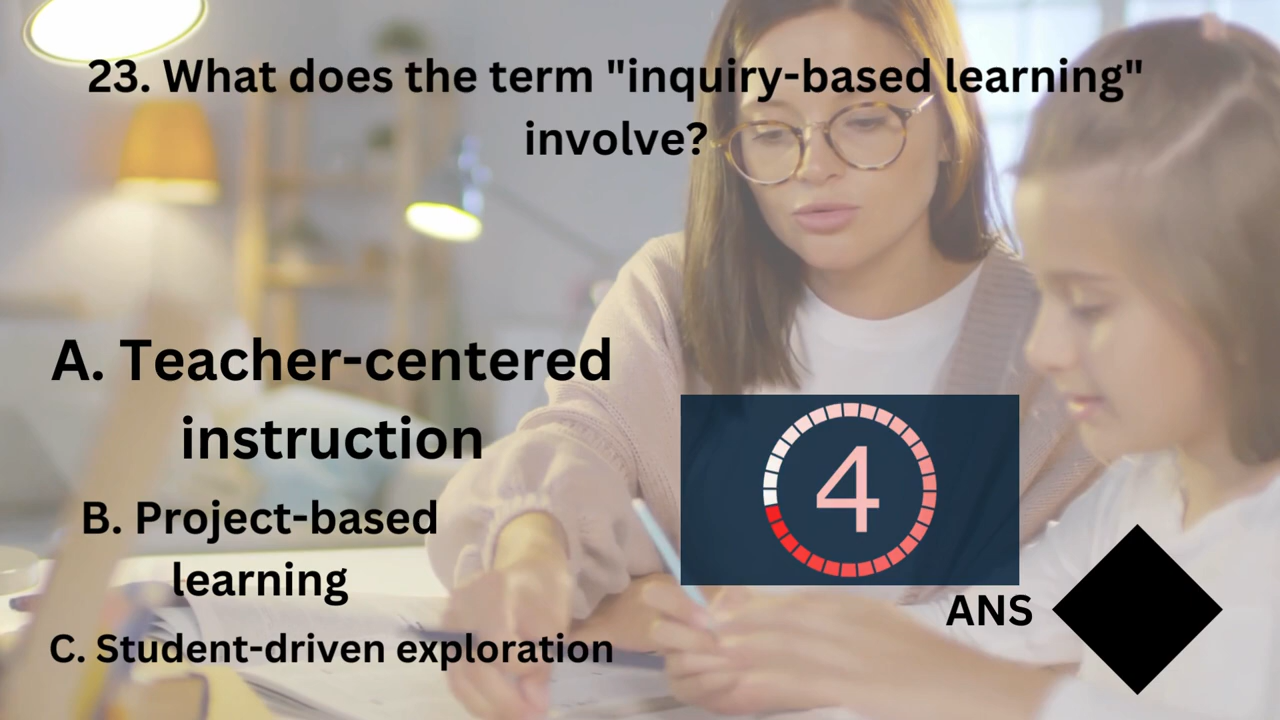 23. What does the term "inquiry-based learning"
involve?
A. Teacher-centered
instruction
B. Project-based
learning
C. Student-driven exploration
4
ANS